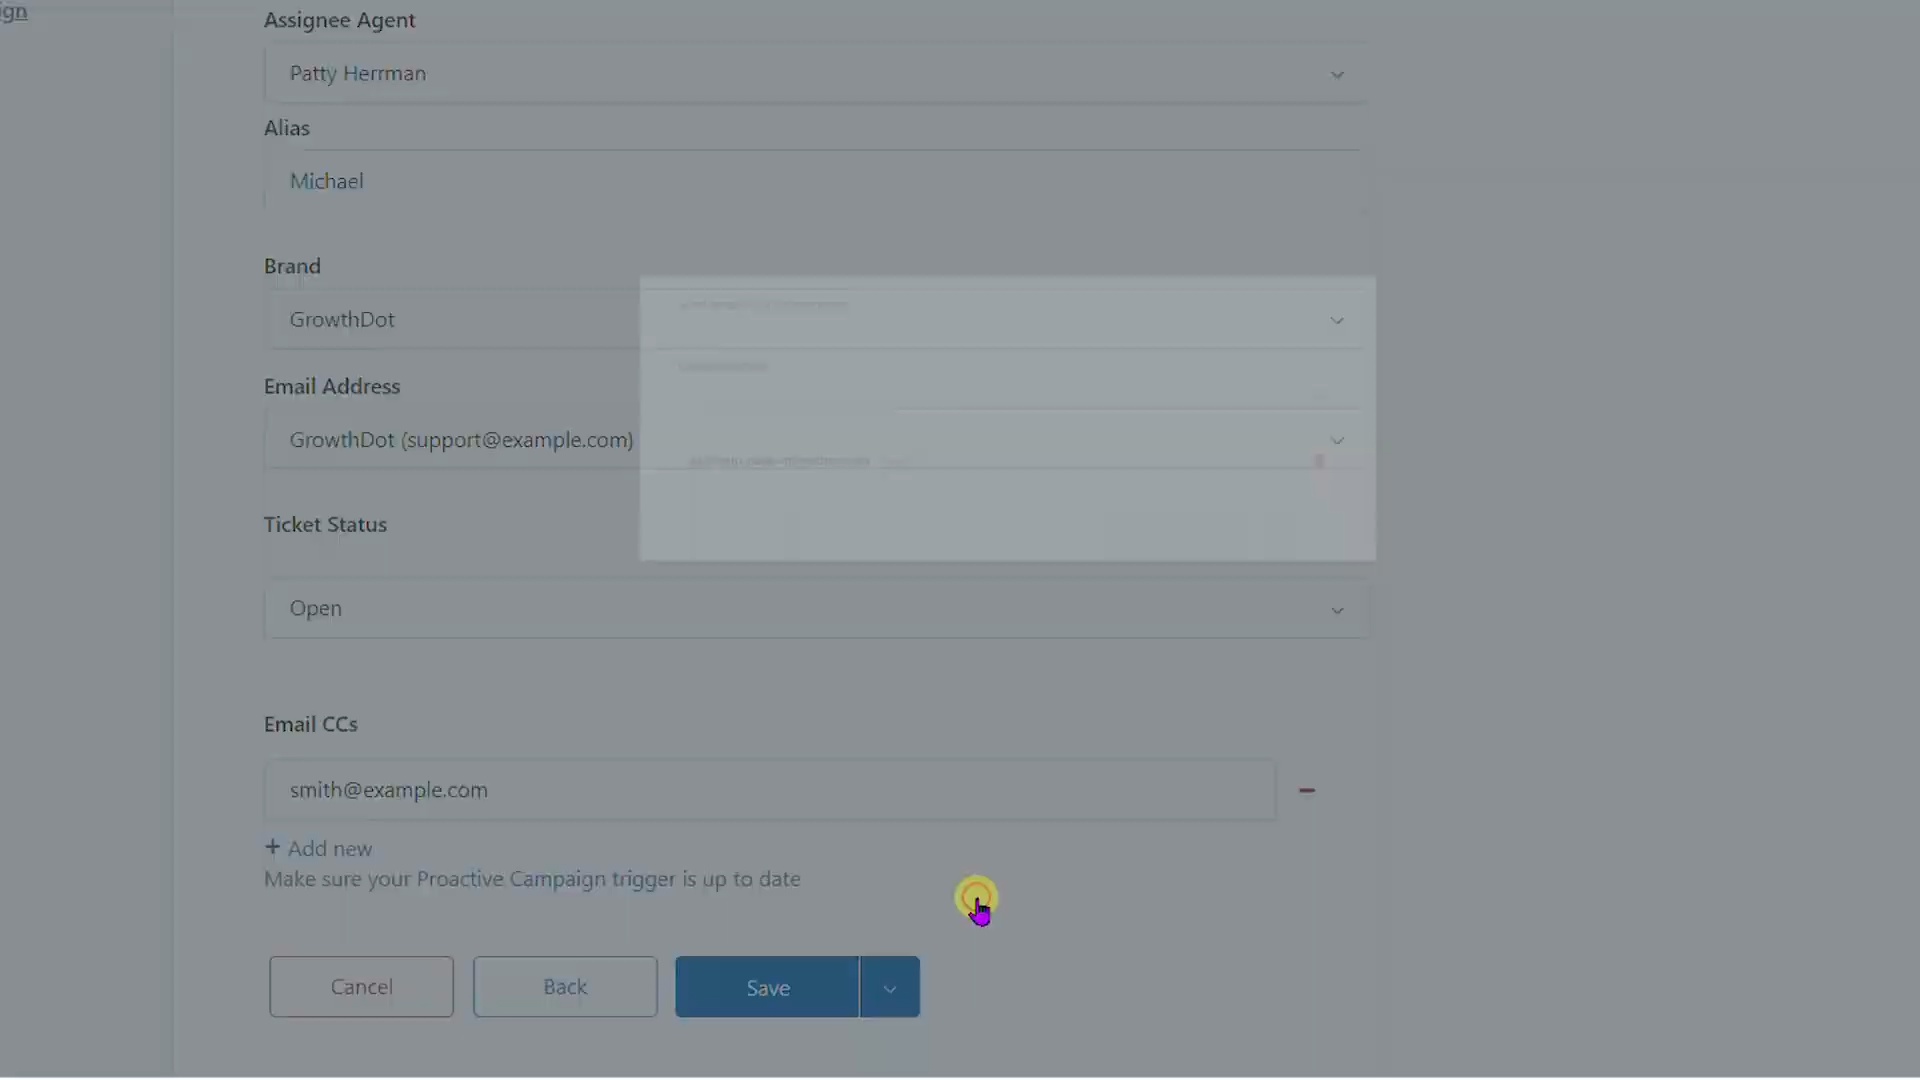 ign
Assignee Agent
Patty Herrman
Alias
Michael
Brand
GrowthDot
Email Address
GrowthDot (support@example.com)
Ticket Status
Open
Email CCs
smith@example.com
+ Add new
Make sure your Proactive Campaign trigger is up to date
Cancel
Back
Save